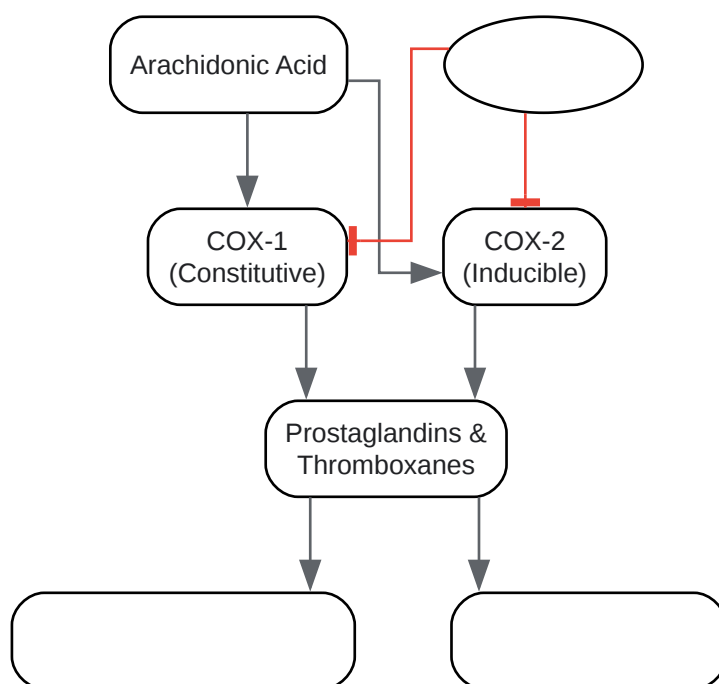 Arachidonic Acid
COX-1
(Constitutive)
COX-2
(Inducible)
Prostaglandins &
Thromboxanes